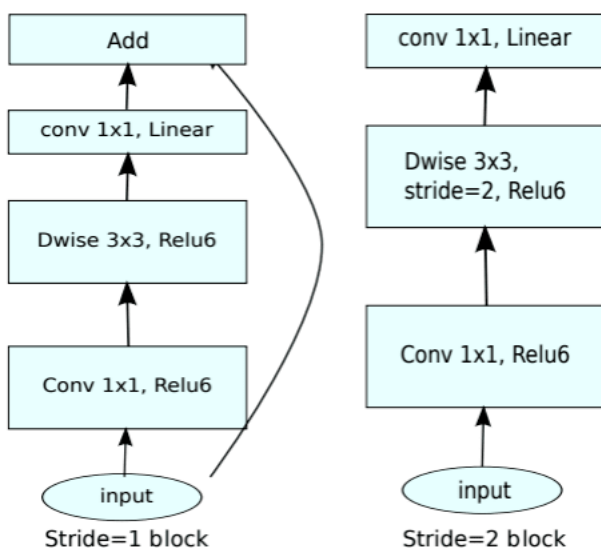 Add
conv 1x1, Linear
Dwise 3x3, Relu6
Conv 1x1, Relu6
input
Stride=1 block
conv 1x1, Linear
Dwise 3x3,
stride=2, Relu6
Conv 1x1, Relu6
input
Stride=2 block